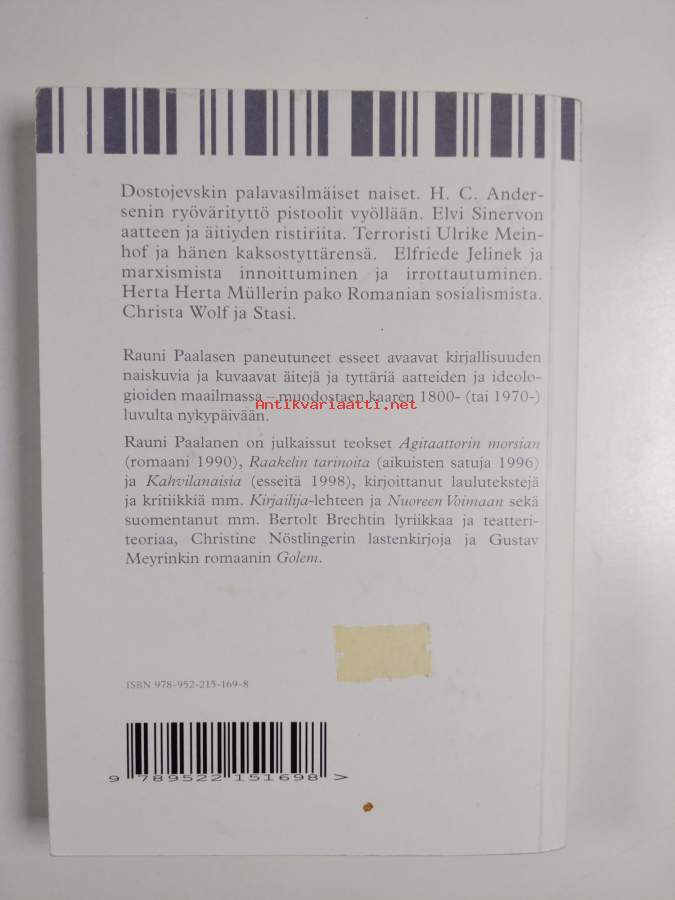 Dostojevskin palavasilmäiset naiset. H. C. Ander-
senin ryövärityttö pistoolit vyöllään. Elvi Sinervon
aatteen ja äitiyden ristiriita. Terroristi Ulrike Mein-
hof ja hänen kaksostyttärensä. Elfriede Jelinek ja
marxismista innoittuminen ja irrottautuminen.
Herta Herta Müllerin pako Romanian sosialismista.
Christa Wolf ja Stasi.
Rauni Paalasen paneutuneet esseet avaavat kirjallisuuden
naiskuvia ja kuvaavat äitejä ja tyttäriä aatteiden ja ideolo-
gioiden maailmassa – muodostaen kaaren 1800- (tai 1970-)
Antikvariaatti.net
luvulta nykypäivään.
Rauni Paalanen on julkaissut teokset Agitaattorin morsian
(romaani 1990), Raakelin tarinoita (aikuisten satuja 1996)
ja Kahvilanaisia (esseitä 1998), kirjoittanut laulutekstejä
ja kritiikkiä mm. Kirjailija-lehteen ja Nuoreen Voimaan sekä
suomentanut mm. Bertolt Brechtin lyriikkaa ja teatteri-
teoriaa, Christine Nöstlingerin lastenkirjoja ja Gustav
Meyrinkin romaanin Golem.
ISBN 978-952-215-169-8
9 789522 151698 >